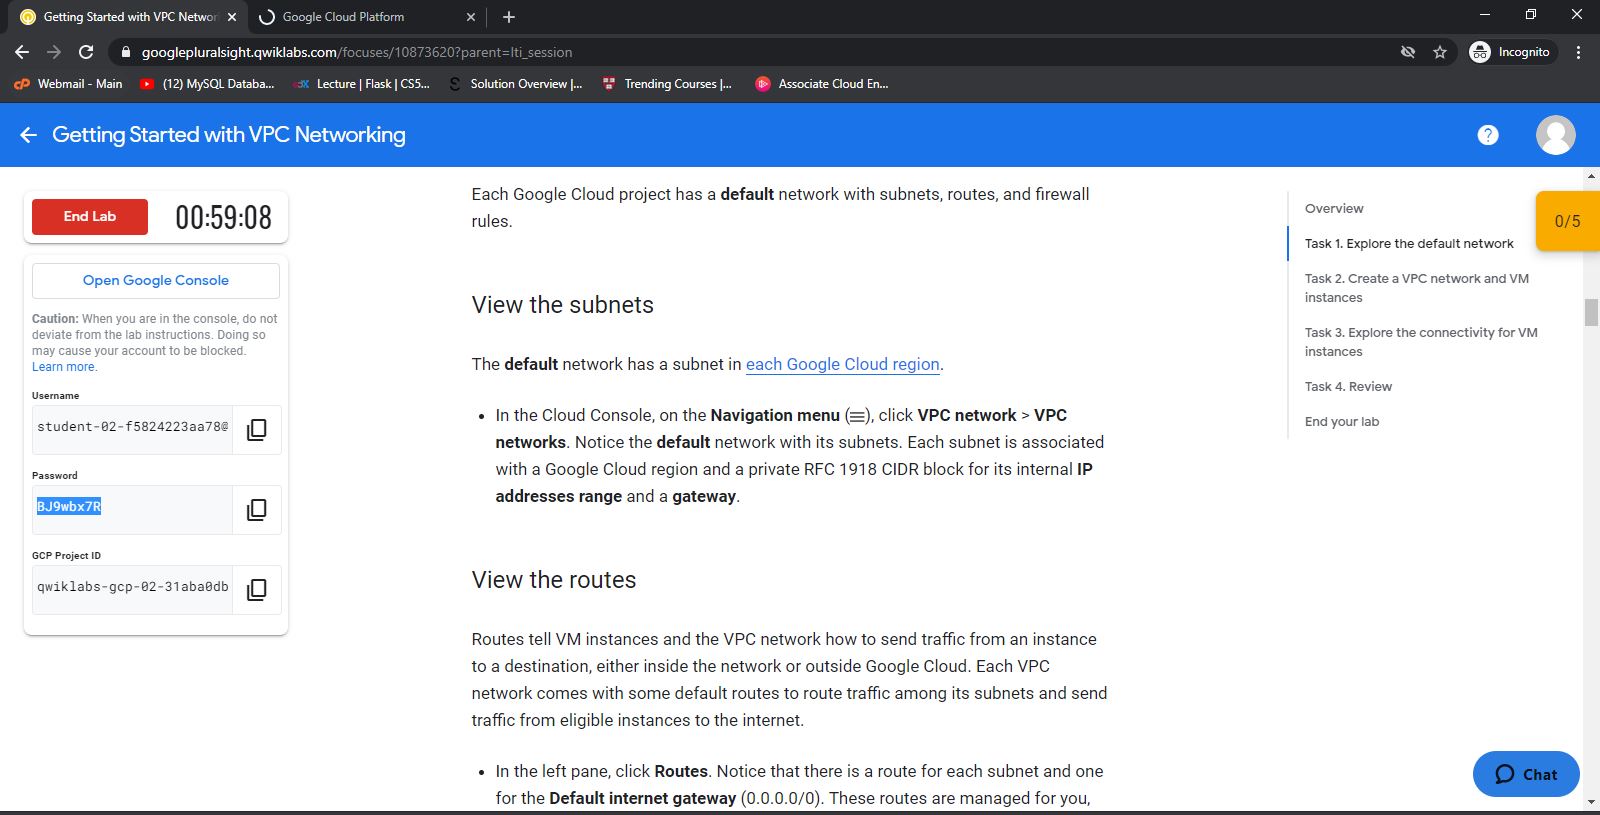 Getting Started with VPC Networ
Google Cloud Platform
googlepluralsight.qwiklabs.com/focuses/10873620?parent=lti_session
Incognito
Webmail - Main
(12) MySQL Databa...
Lecture | Flask | CS5...
Solution Overview |...
Trending Courses |...
Associate Cloud En...
Getting Started with VPC Networking
End Lab
00:59:08
Open Google Console
Caution: When you are in the console, do not
deviate from the lab instructions. Doing so
may cause your account to be blocked.
Learn more.
Username
student-02-f5824223aa78@
Password
BJ9wbx7R
GCP Project ID
qwiklabs-gcp-02-31aba0db
Each Google Cloud project has a default network with subnets, routes, and firewall
rules.
View the subnets
The default network has a subnet in each Google Cloud region.
• In the Cloud Console, on the Navigation menu (☰), click VPC network > VPC
networks. Notice the default network with its subnets. Each subnet is associated
with a Google Cloud region and a private RFC 1918 CIDR block for its internal IP
addresses range and a gateway.
View the routes
Routes tell VM instances and the VPC network how to send traffic from an instance
to a destination, either inside the network or outside Google Cloud. Each VPC
network comes with some default routes to route traffic among its subnets and send
traffic from eligible instances to the internet.
• In the left pane, click Routes. Notice that there is a route for each subnet and one
for the Default internet gateway (0.0.0.0/0). These routes are managed for you,
Overview
Task 1. Explore the default network
Task 2. Create a VPC network and VM
instances
Task 3. Explore the connectivity for VM
instances
Task 4. Review
End your lab
0/5
Chat